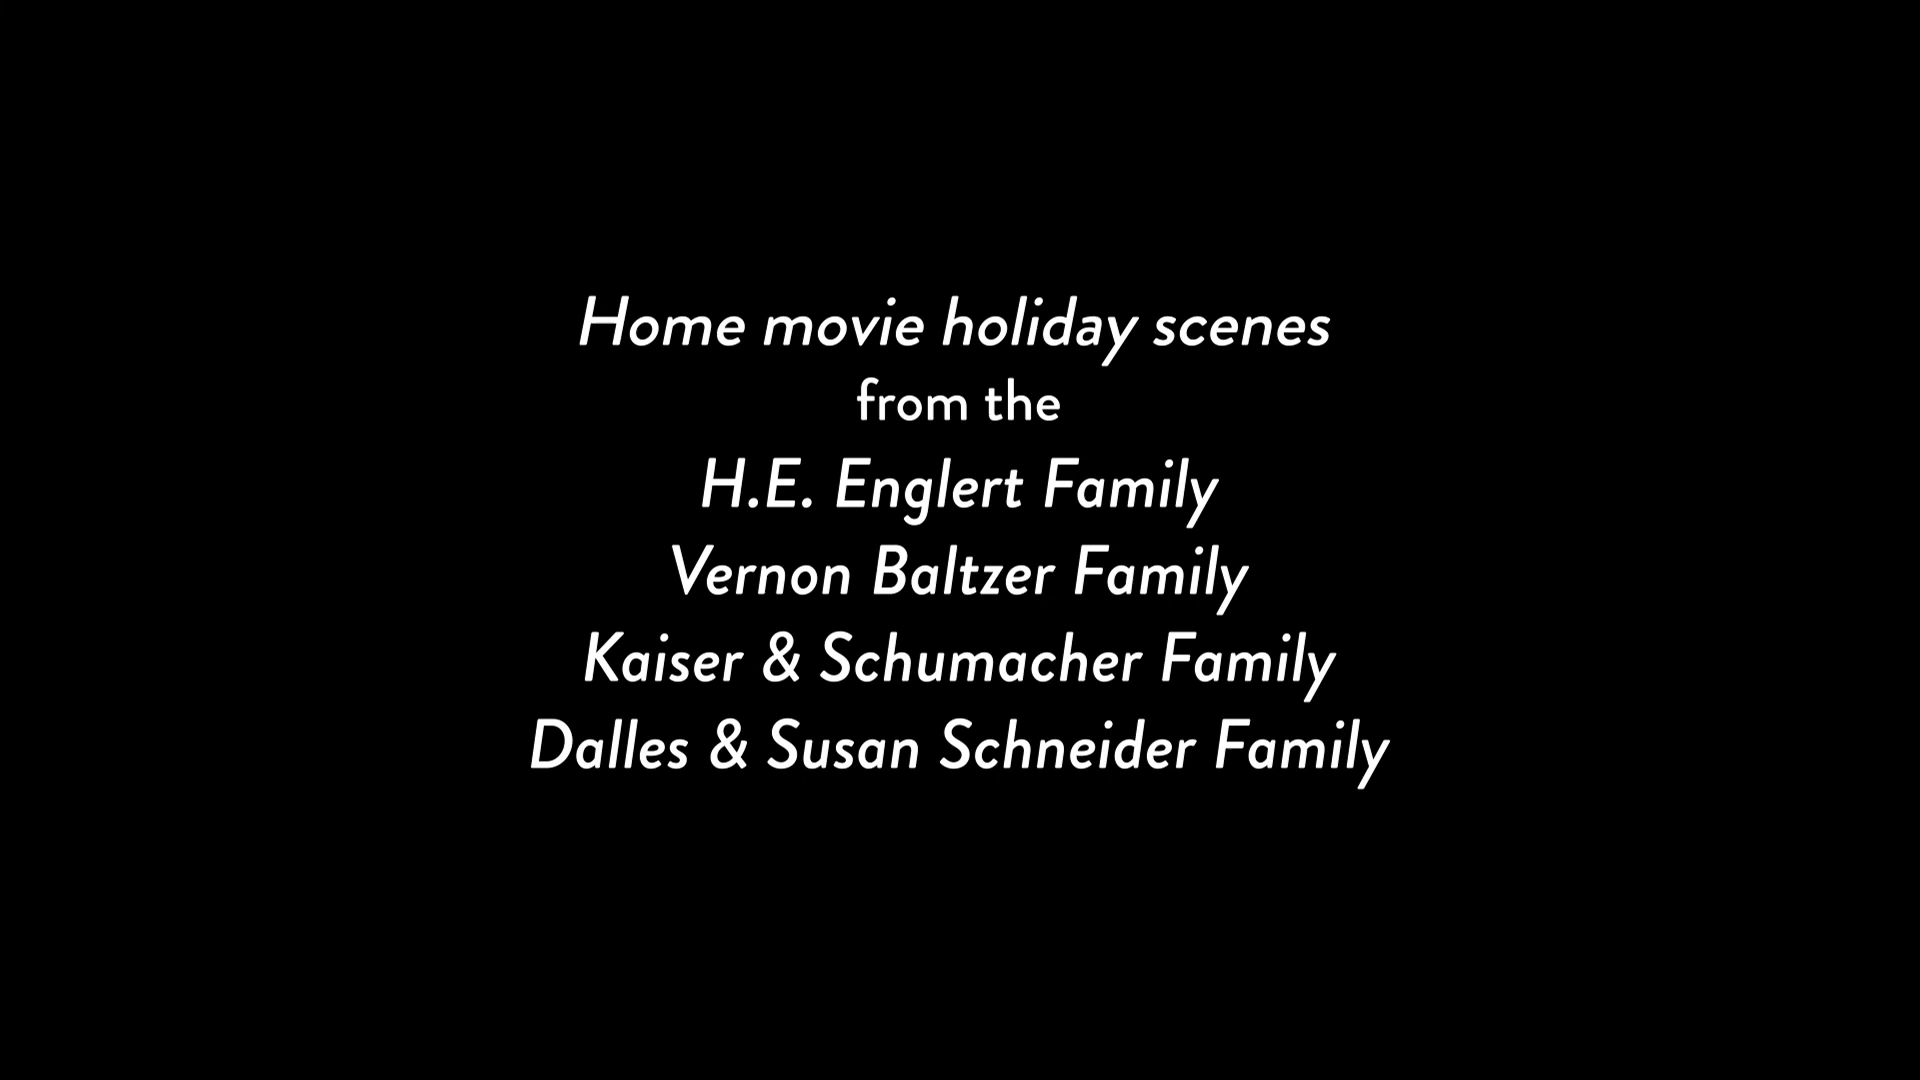 Home movie holiday scenes
from the
H.E. Englert Family
Vernon Baltzer Family
Kaiser & Schumacher Family
Dalles & Susan Schneider Family